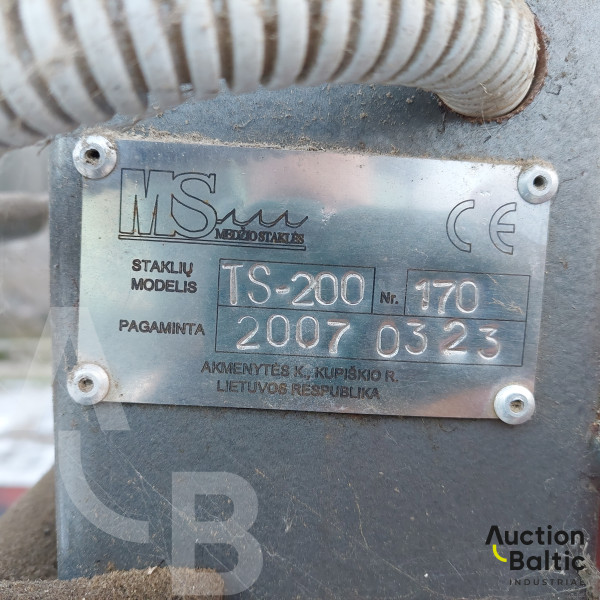 MS
MEDŽIO STAKLĖS
CE
STAKLIŲ
MODELIS TS-200 Nr. 170
PAGAMINTA 2007 03 23
AKMENYTĖS K., KUPIŠKIO R.
LIETUVOS RESPUBLIKA
ALB
Auction
Baltic
INDUSTRIAL